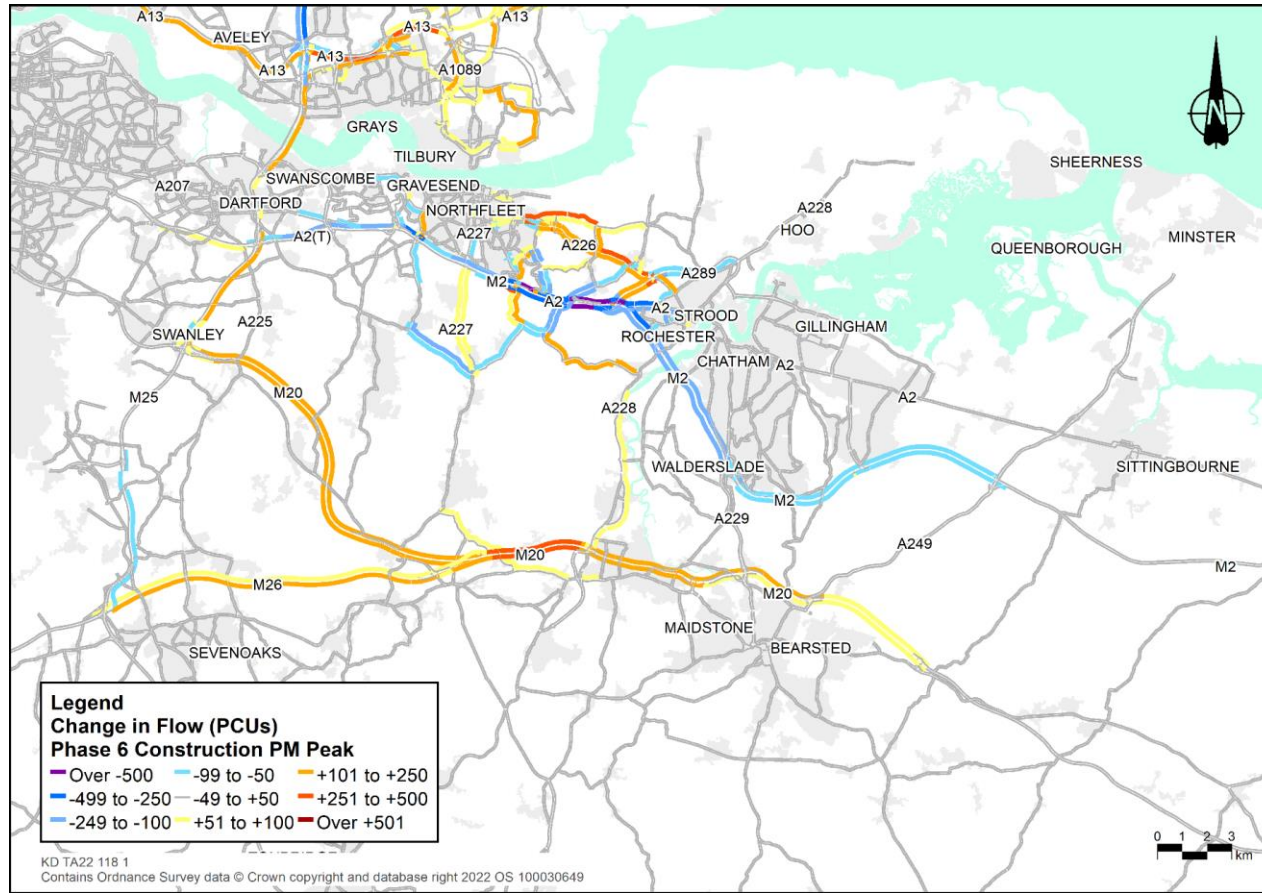 A13
A13
AVELEY
A13
A13
A13
A1089
GRAYS
TILBURY
SWANSCOMBE
GRAVESEND
A207
DARTFORD
NORTHFLEET
A2(T)
A227
A226
A228
HOO
SHEERNESS
QUEENBOROUGH
MINSTER
A289
M2
A2
A2
STROOD
SWANLEY
A225
A227
ROCHESTER
GILLINGHAM
CHATHAM
A2
M2
A2
M25
M20
A228
WALDERSLADE
SITTINGBOURNE
M2
A229
A249
M20
M2
M26
M20
MAIDSTONE
BEARSTED
SEVENOAKS
N
Legend
Change in Flow (PCUs)
Phase 6 Construction PM Peak
Over -500 -99 to -50 +101 to +250
-499 to -250 -49 to +50 +251 to +500
-249 to -100 +51 to +100 Over +501
0 1 2 3
km
KD TA22 118 1
Contains Ordnance Survey data © Crown copyright and database right 2022 OS 100030649